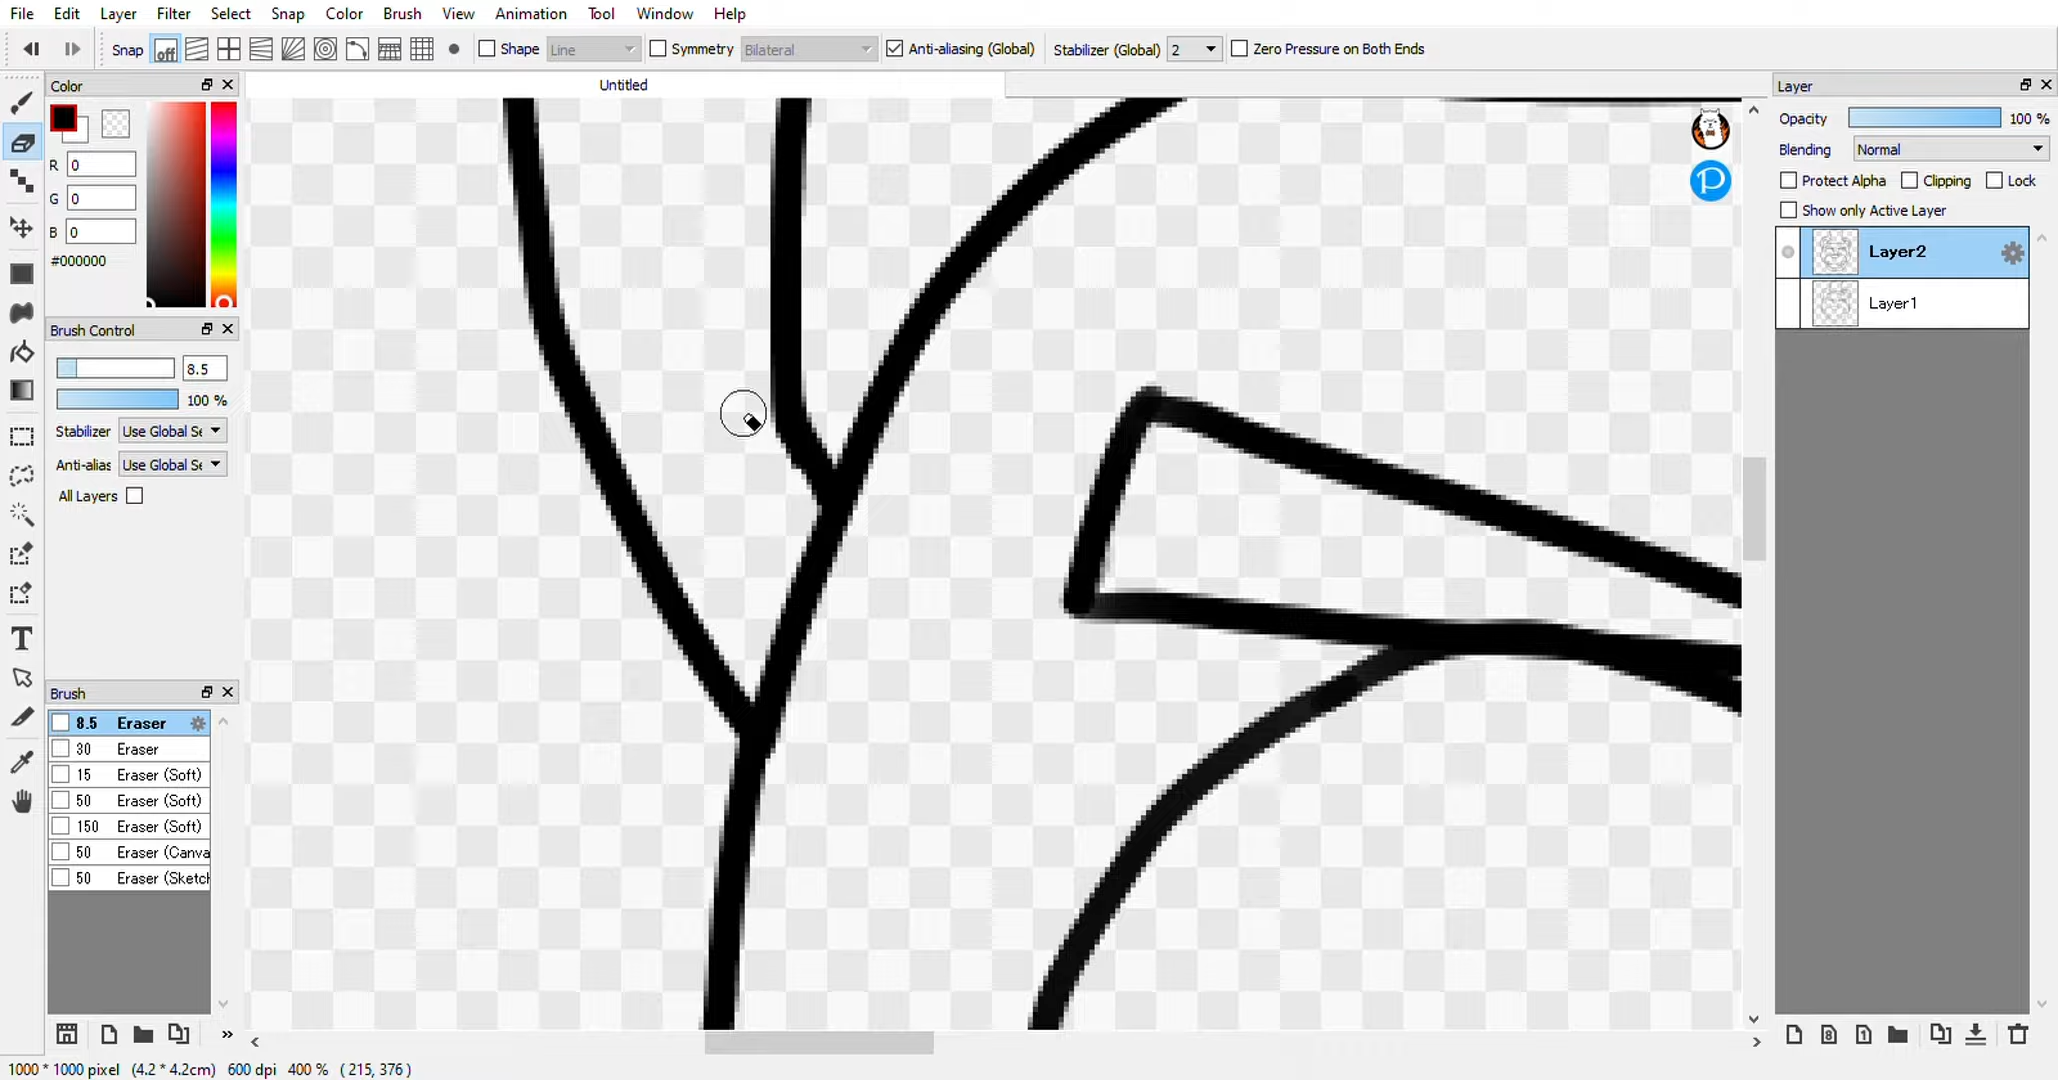 File Edit Layer Filter Select Snap Color Brush View Animation Tool Window Help
Snap off Shape Line Symmetry Bilateral Anti-aliasing (Global) Stabilizer (Global) 2 Zero Pressure on Both Ends
Color
Untitled
Layer
R 0
G 0
B 0
#000000
Opacity 100 %
Blending Normal
Protect Alpha Clipping Lock
Show only Active Layer
Layer2
Layer1
Brush Control
8.5
100 %
Stabilizer Use Global Se
Anti-alias Use Global Se
All Layers
Brush
8.5 Eraser
30 Eraser
15 Eraser (Soft)
50 Eraser (Soft)
150 Eraser (Soft)
50 Eraser (Canva
50 Eraser (Sketch
1000 * 1000 pixel (4.2 * 4.2cm) 600 dpi 400 % ( 215, 376 )